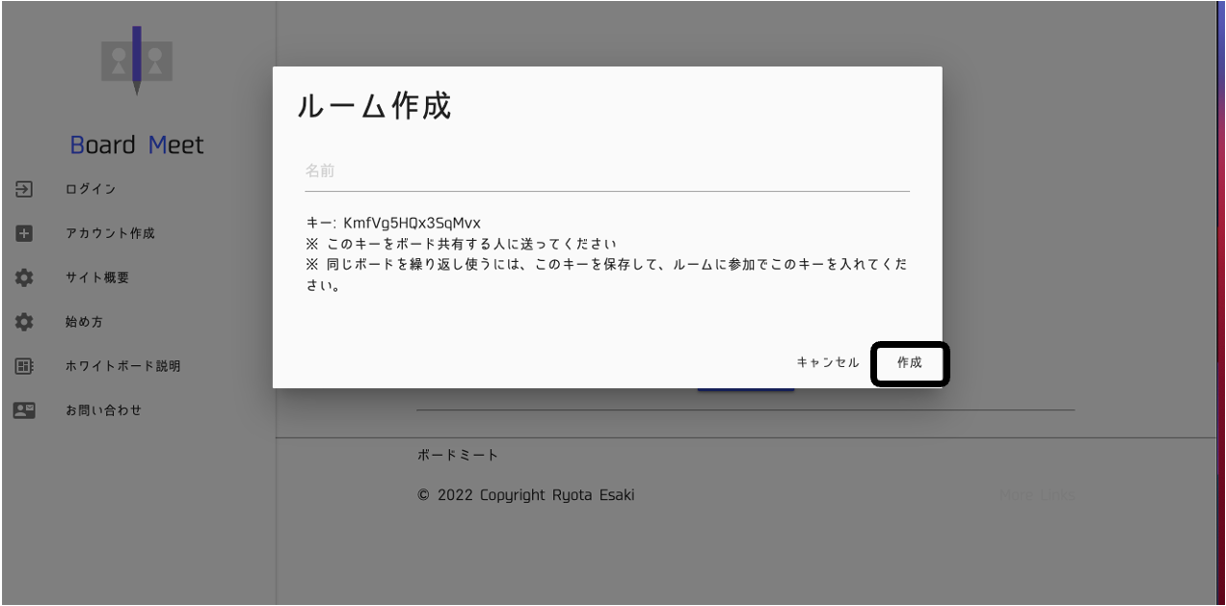 Board Meet
ログイン
アカウント作成
サイト概要
始め方
ホワイトボード説明
お問い合わせ
ルーム作成
名前
キー: KmfVg5HQx3SqMvx
※ このキーをボード共有する人に送ってください
※ 同じボードを繰り返し使うには、このキーを保存して、ルームに参加でこのキーを入れてくだ
さい。
キャンセル
作成
ボードミート
© 2022 Copyright Ryota Esaki
More Links